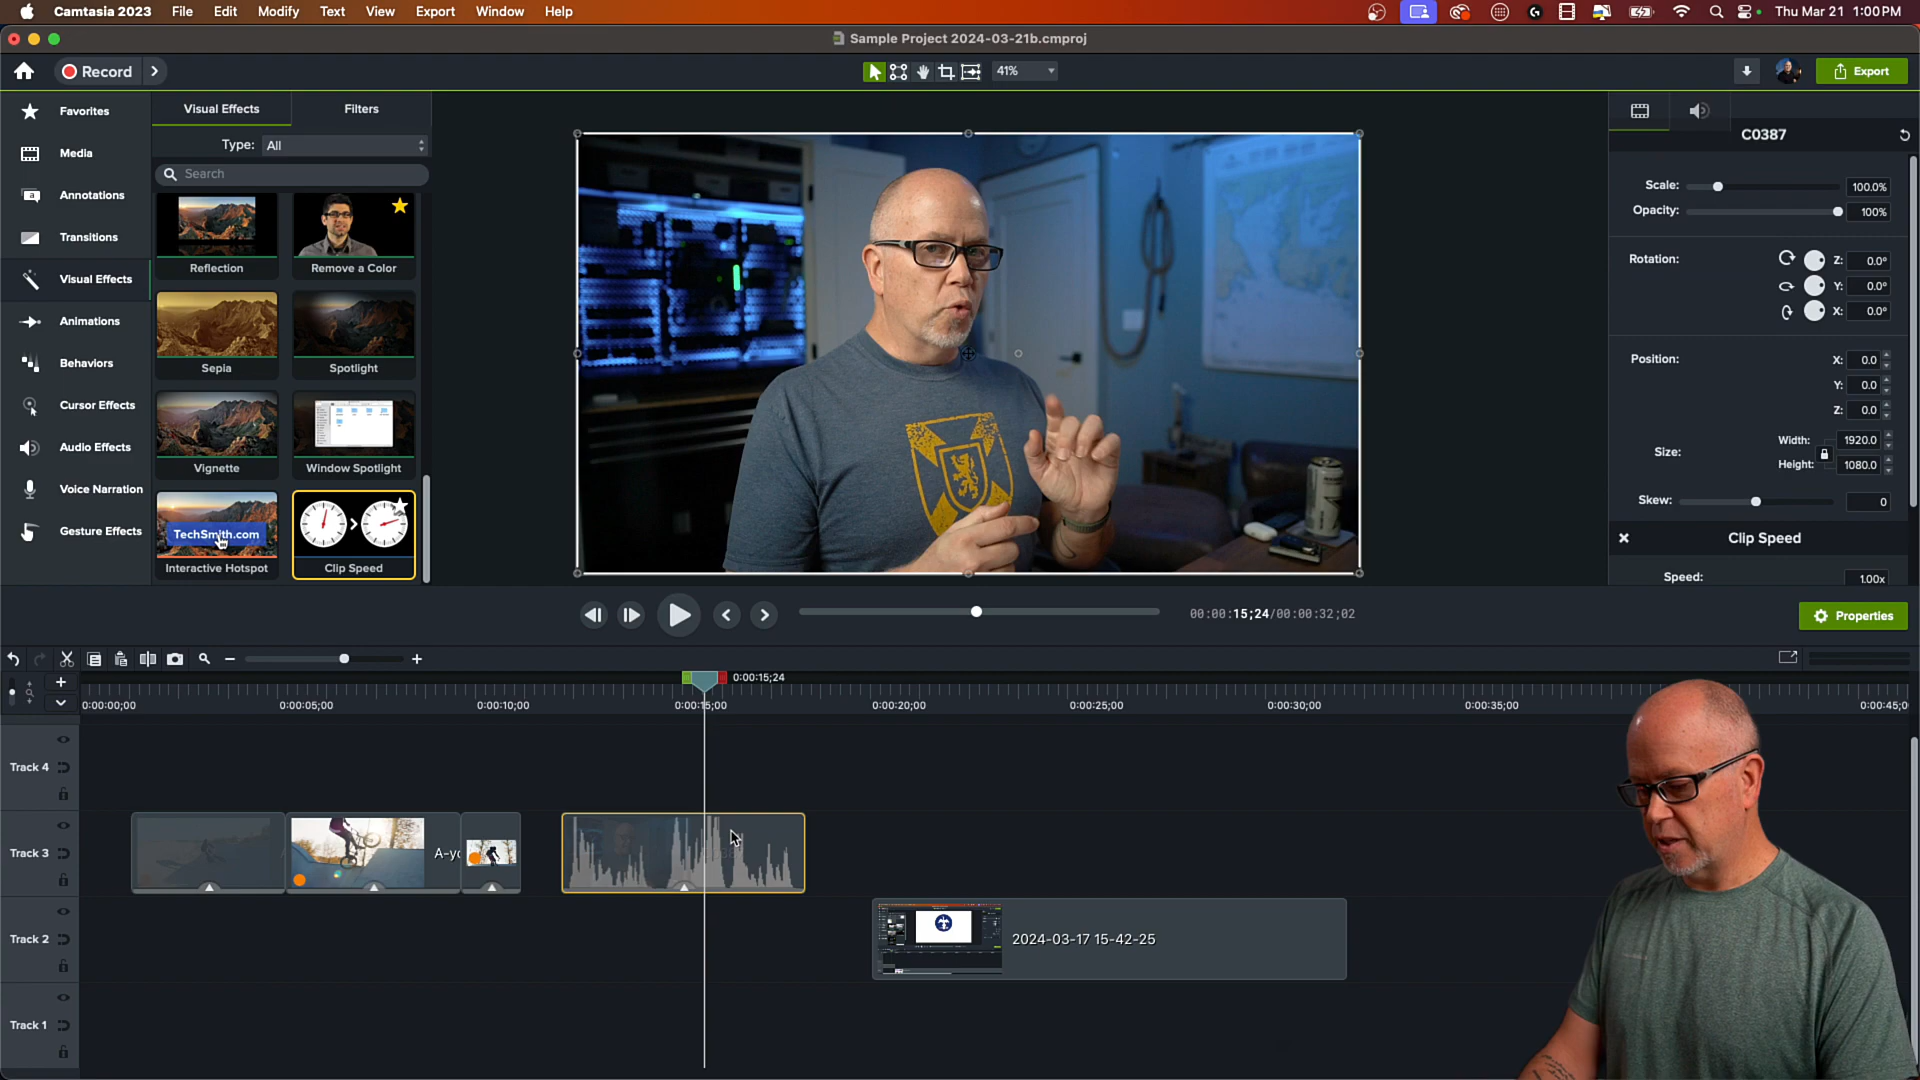 Camtasia 2023 File Edit Modify Text View Export Window Help Thu Mar 21 1:00 PM
Sample Project 2024-03-21b.cmproj
Record 41% Export
Favorites
Media
Annotations
Transitions
Visual Effects
Animations
Behaviors
Cursor Effects
Audio Effects
Voice Narration
Gesture Effects
Visual Effects Filters
Type: All
Search
Reflection Remove a Color
Sepia Spotlight
Vignette Window Spotlight
TechSmith.com
Interactive Hotspot Clip Speed
C0387
Scale: 100.0%
Opacity: 100%
Rotation: Z: 0.0°
Y: 0.0°
X: 0.0°
Position: X: 0.0
Y: 0.0
Z: 0.0
Size: Width: 1920.0
Height: 1080.0
Skew: 0
Clip Speed
Speed: 1.00x
00:00:15;24/00:00:32;02
Properties
0:00:15;24
0:00:00;00 0:00:05;00 0:00:10;00 0:00:15;00 0:00:20;00 0:00:25;00 0:00:30;00 0:00:35;00 0:00:45;0
Track 4
Track 3 A-yo
Track 2 2024-03-17 15-42-25
Track 1